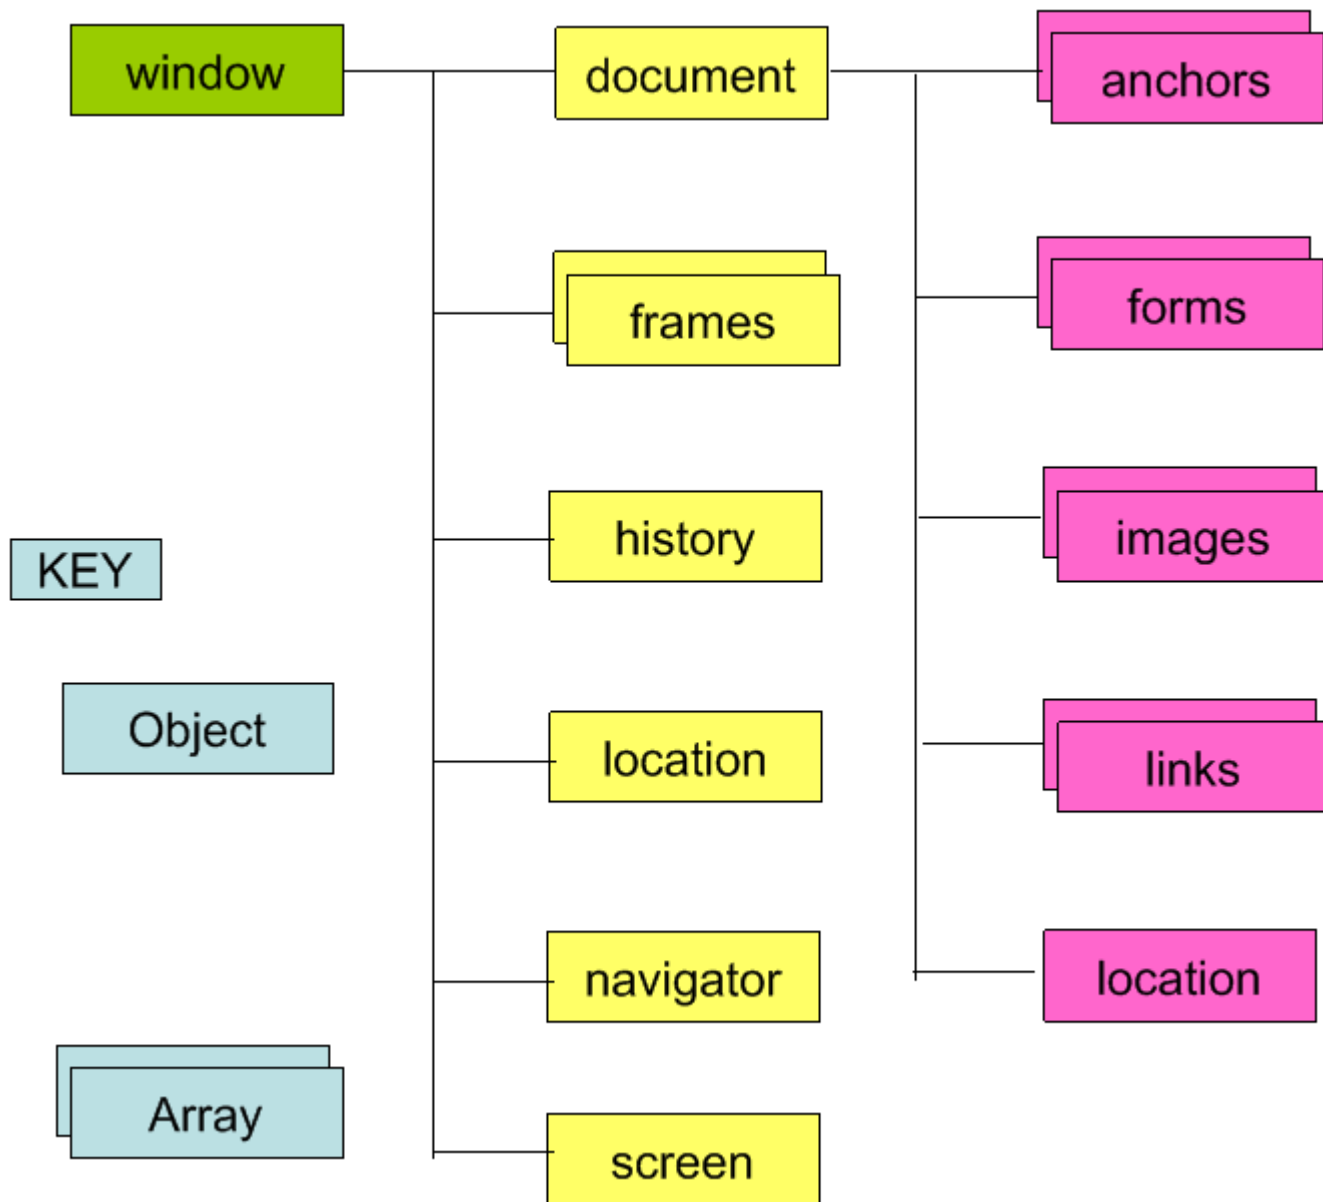 window
document
anchors
frames
forms
history
images
KEY
Object
location
links
navigator
location
Array
screen